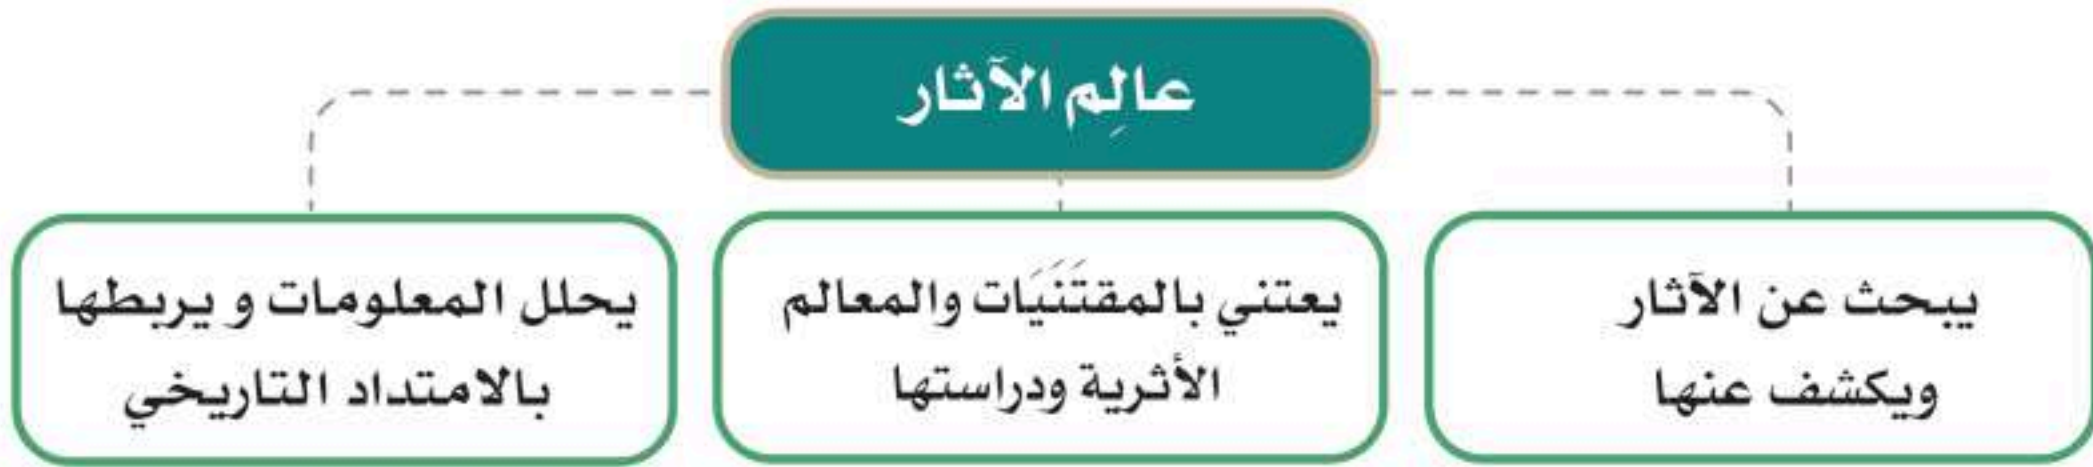 عالِم الآثار
يبحث عن الآثار
ويكشف عنها
يعتني بالمقتَنَيَات والمعالم
الأثرية ودراستها
يحلل المعلومات و يربطها
بالامتداد التاريخي